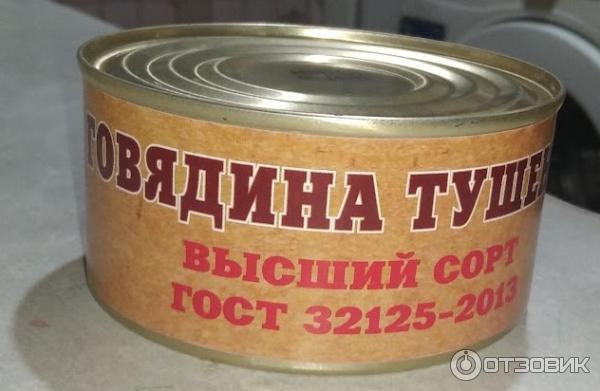 ГОВЯДИНА ТУШЕ
ВЫСШИЙ СОРТ
ГОСТ 32125-2013
ОТЗОВИК